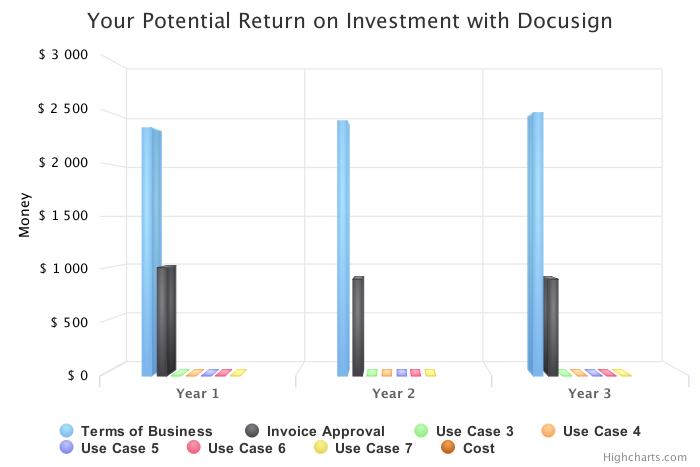 Your Potential Return on Investment with Docusign
$ 3 000
$ 2 500
$ 2 000
$ 1 500
$ 1 000
$ 500
$ 0
Money
Year 1 Year 2 Year 3
Terms of Business Invoice Approval Use Case 3 Use Case 4
Use Case 5 Use Case 6 Use Case 7 Cost
Highcharts.com